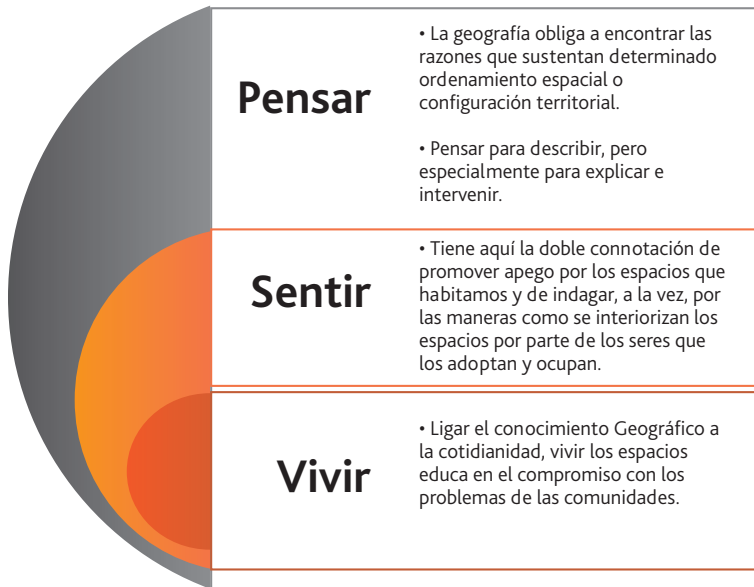 Pensar
• La geografía obliga a encontrar las
razones que sustentan determinado
ordenamiento espacial o
configuración territorial.
• Pensar para describir, pero
especialmente para explicar e
intervenir.
Sentir
• Tiene aquí la doble connotación de
promover apego por los espacios que
habitamos y de indagar, a la vez, por
las maneras como se interiorizan los
espacios por parte de los seres que
los adoptan y ocupan.
Vivir
• Ligar el conocimiento Geográfico a
la cotidianidad, vivir los espacios
educa en el compromiso con los
problemas de las comunidades.